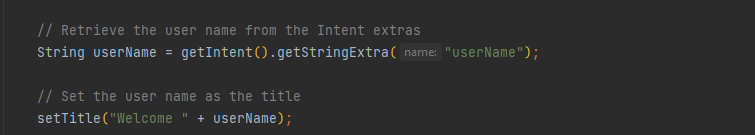 // Retrieve the user name from the Intent extras
String userName = getIntent().getStringExtra( name: "userName");
// Set the user name as the title
setTitle("Welcome " + userName);